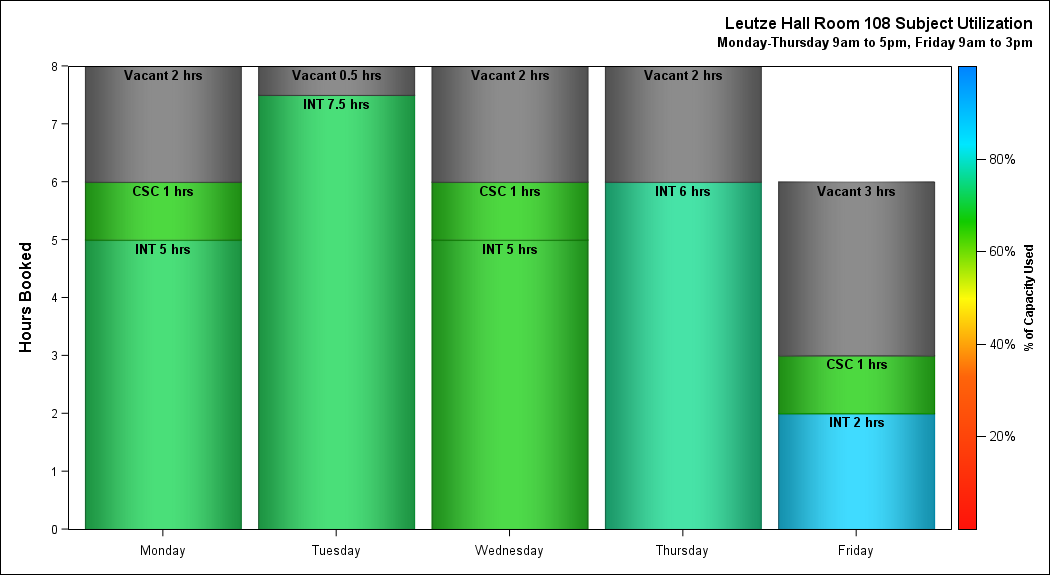 Leutze Hall Room 108 Subject Utilization
Monday-Thursday 9am to 5pm, Friday 9am to 3pm
Hours Booked
8
7
6
5
4
3
2
1
0
Vacant 2 hrs
CSC 1 hrs
INT 5 hrs
Vacant 0.5 hrs
INT 7.5 hrs
Vacant 2 hrs
CSC 1 hrs
INT 5 hrs
Vacant 2 hrs
INT 6 hrs
Vacant 3 hrs
CSC 1 hrs
INT 2 hrs
Monday
Tuesday
Wednesday
Thursday
Friday
80%
60%
40%
20%
% of Capacity Used